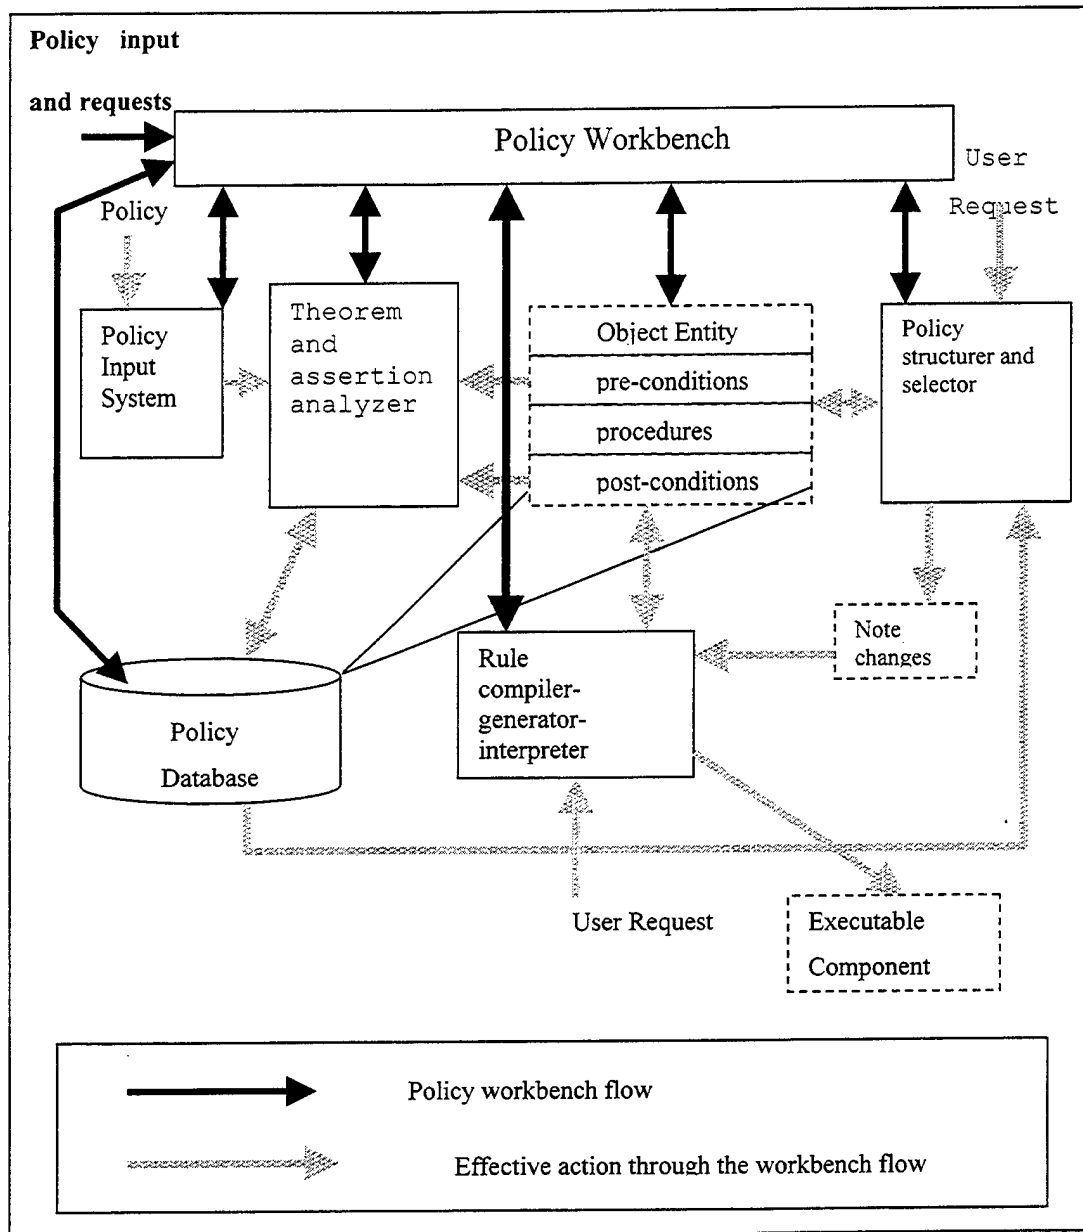 Policy input
and requests
Policy Workbench
User
Request
Policy
Policy
Input
System
Theorem
and
assertion
analyzer
Object Entity
pre-conditions
procedures
post-conditions
Policy
structurer and
selector
Note
changes
Rule
compiler-
generator-
interpreter
Policy
Database
User Request
Executable
Component
Policy workbench flow
Effective action through the workbench flow